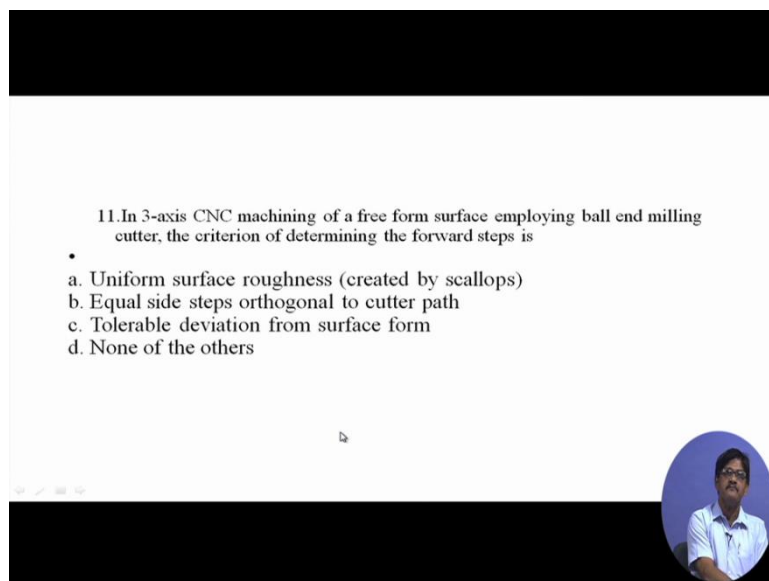 11.In 3-axis CNC machining of a free form surface employing ball end milling
cutter, the criterion of determining the forward steps is
•
a. Uniform surface roughness (created by scallops)
b. Equal side steps orthogonal to cutter path
c. Tolerable deviation from surface form
d. None of the others